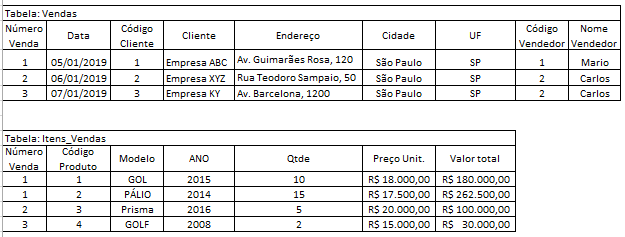 Tabela: Vendas
Número Venda Data Código Cliente Cliente Endereço Cidade UF Código Vendedor Nome Vendedor
1 05/01/2019 1 Empresa ABC Av. Guimarães Rosa, 120 São Paulo SP 1 Mario
2 06/01/2019 2 Empresa XYZ Rua Teodoro Sampaio, 50 São Paulo SP 2 Carlos
3 07/01/2019 3 Empresa KY Av. Barcelona, 1200 São Paulo SP 2 Carlos
Tabela: Itens_Vendas
Número Venda Código Produto Modelo ANO Qtde Preço Unit. Valor total
1 1 GOL 2015 10 R$ 18.000,00 R$ 180.000,00
1 2 PÁLIO 2014 15 R$ 17.500,00 R$ 262.500,00
2 3 Prisma 2016 5 R$ 20.000,00 R$ 100.000,00
3 4 GOLF 2008 2 R$ 15.000,00 R$ 30.000,00